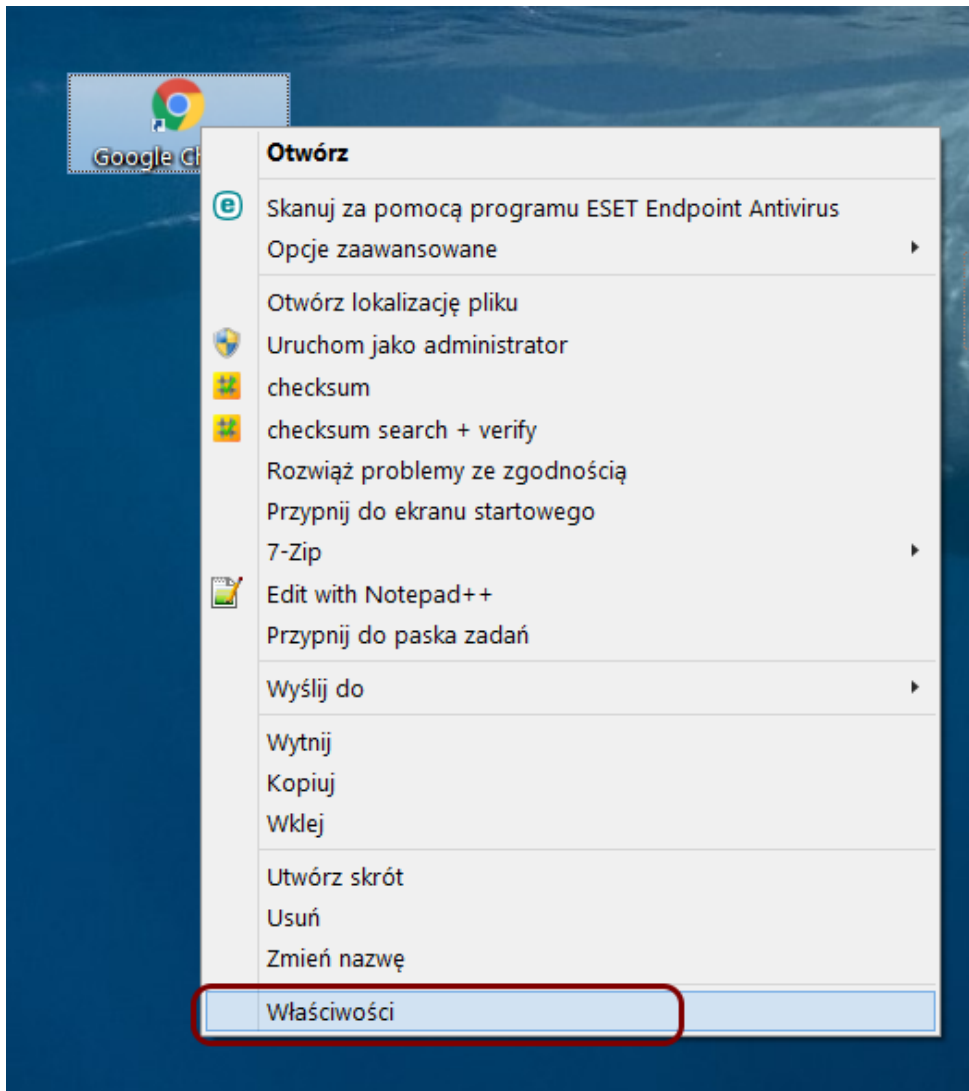 Google Ch
Otwórz
Skanuj za pomocą programu ESET Endpoint Antivirus
Opcje zaawansowane
Otwórz lokalizację pliku
Uruchom jako administrator
checksum
checksum search + verify
Rozwiąż problemy ze zgodnością
Przypnij do ekranu startowego
7-Zip
Edit with Notepad++
Przypnij do paska zadań
Wyślij do
Wytnij
Kopiuj
Wklej
Utwórz skrót
Usuń
Zmień nazwę
Właściwości